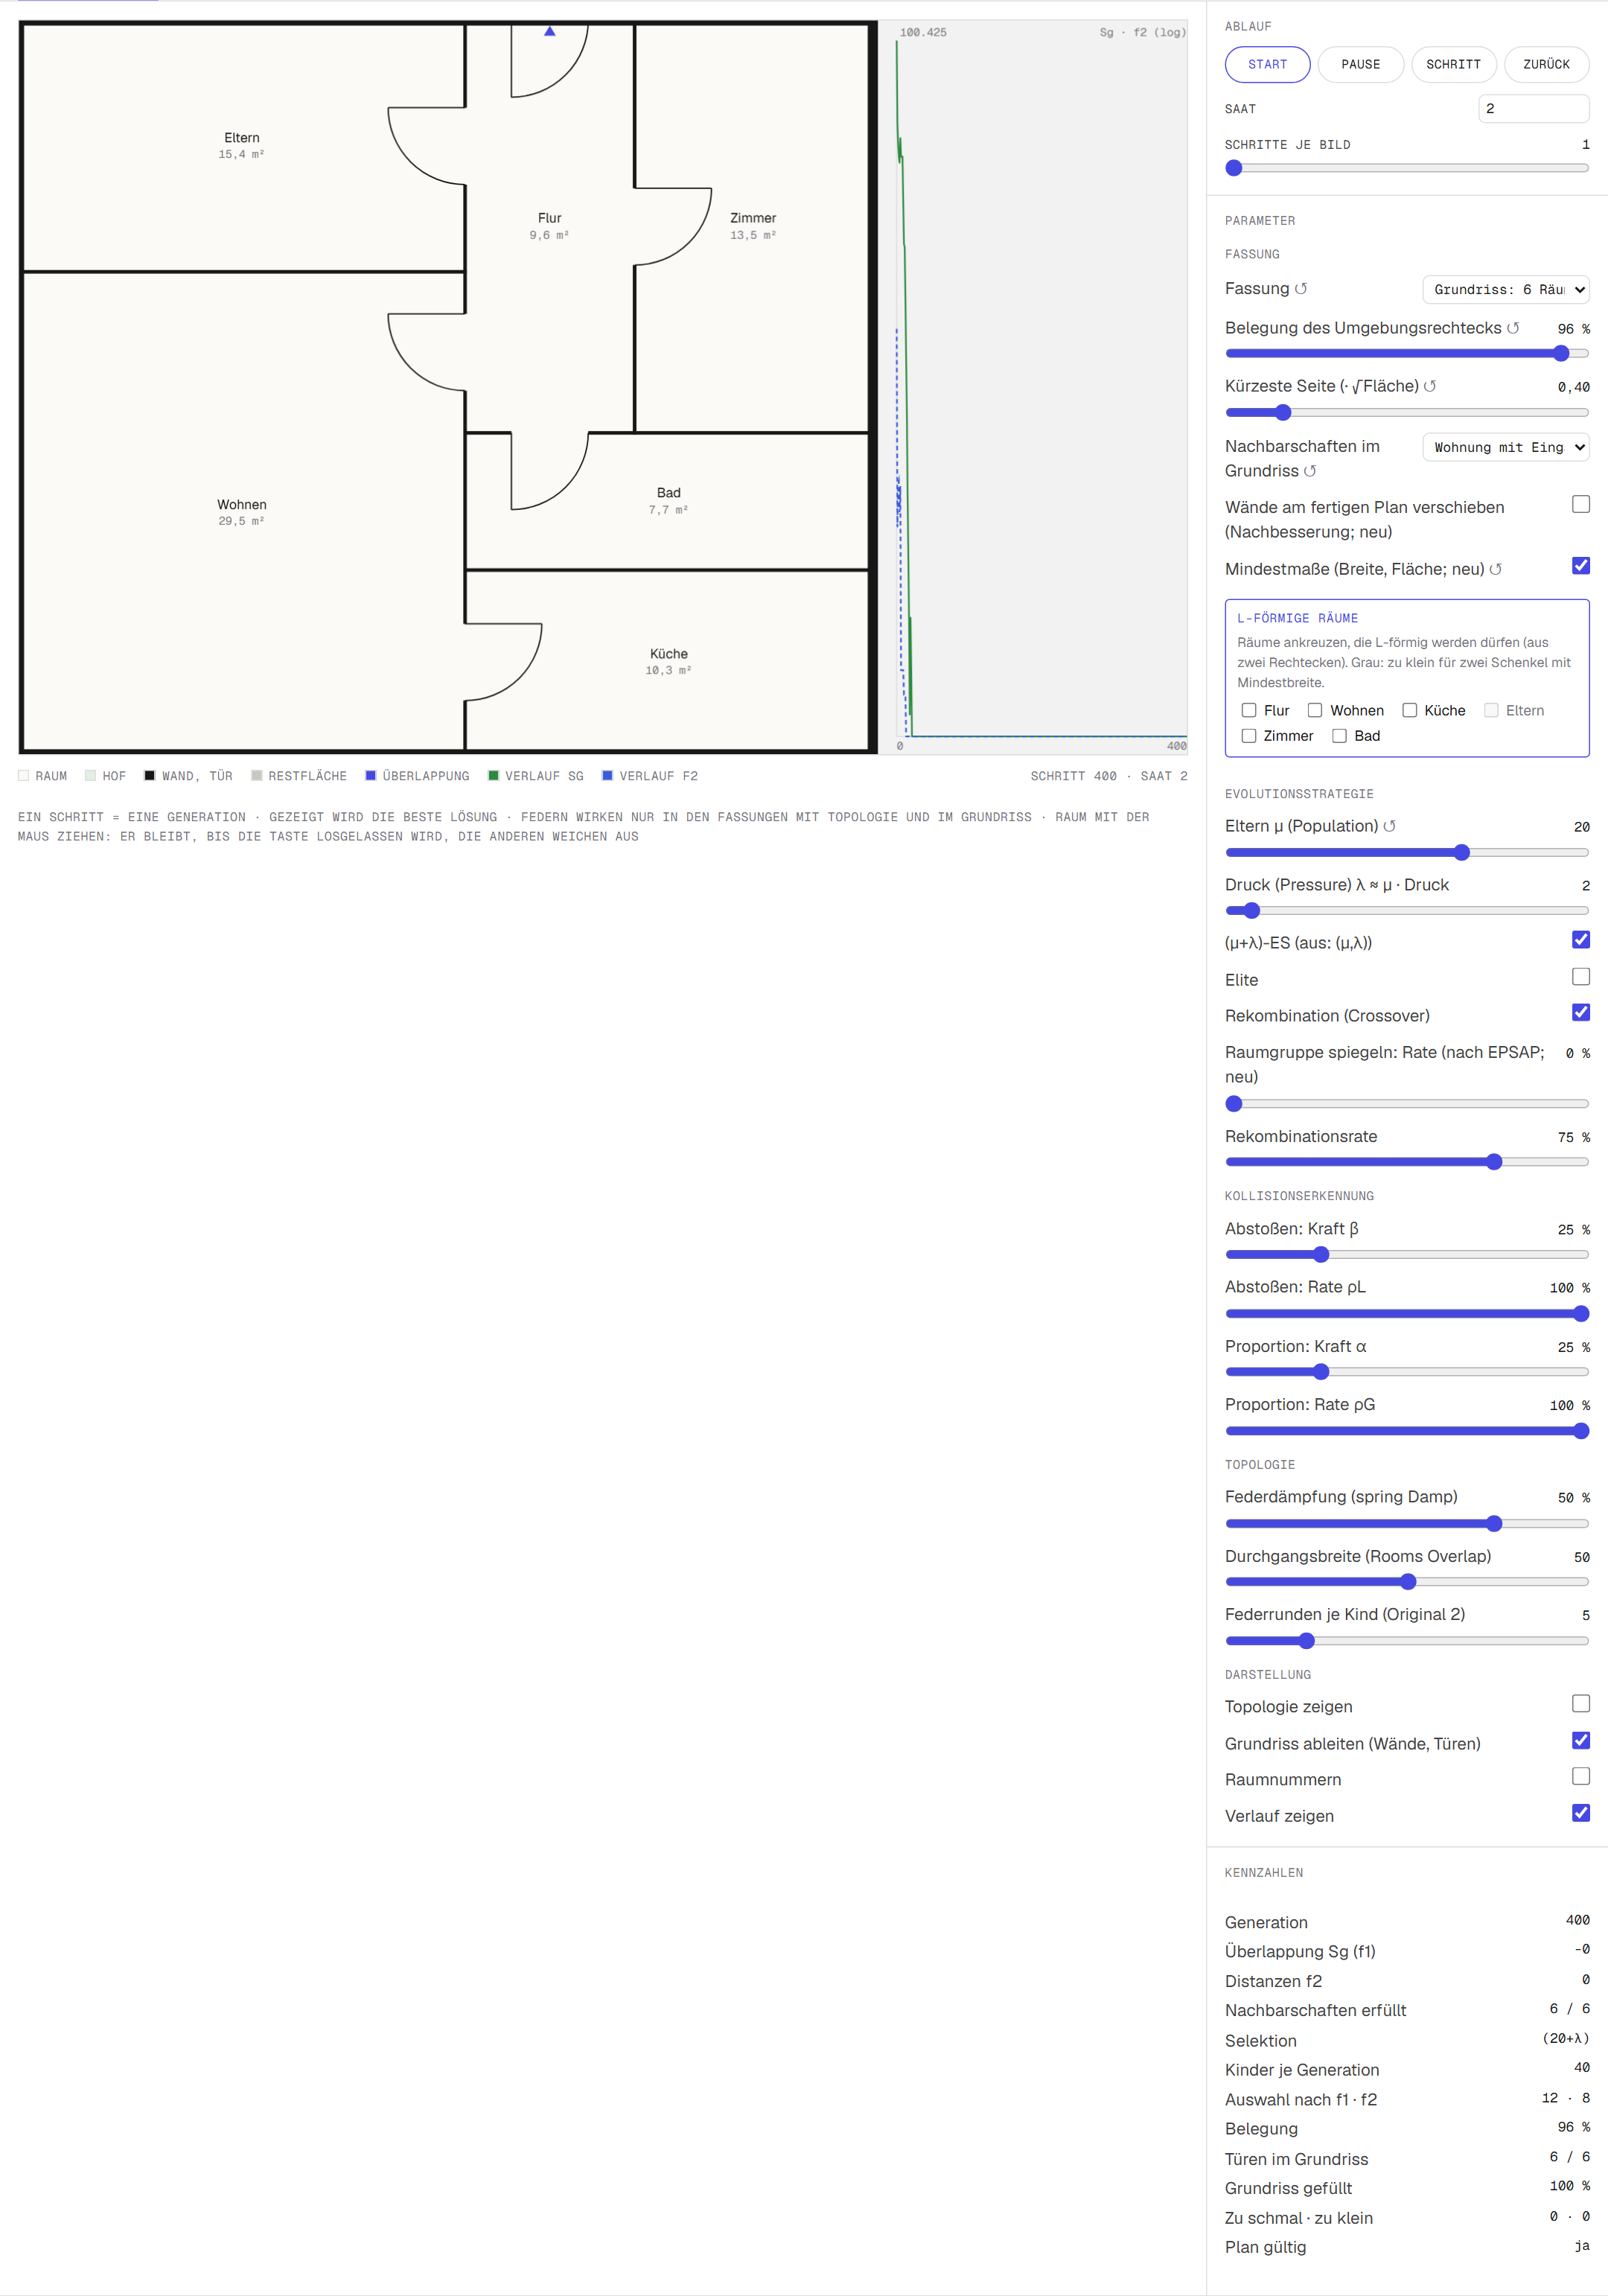 100.425
Sg · f2 (log)
Eltern
15,4 m²
Flur
9,6 m²
Zimmer
13,5 m²
Wohnen
29,5 m²
Bad
7,7 m²
Küche
10,3 m²
0
400
RAUM HOF WAND, TÜR RESTFLÄCHE ÜBERLAPPUNG VERLAUF SG VERLAUF F2
SCHRITT 400 · SAAT 2
EIN SCHRITT = EINE GENERATION · GEZEIGT WIRD DIE BESTE LÖSUNG · FEDERN WIRKEN NUR IN DEN FASSUNGEN MIT TOPOLOGIE UND IM GRUNDRISS · RAUM MIT DER
MAUS ZIEHEN: ER BLEIBT, BIS DIE TASTE LOSGELASSEN WIRD, DIE ANDEREN WEICHEN AUS
ABLAUF
START PAUSE SCHRITT ZURÜCK
SAAT 2
SCHRITTE JE BILD 1
PARAMETER
FASSUNG
Fassung ↺ Grundriss: 6 Räu
Belegung des Umgebungsrechtecks ↺ 96 %
Kürzeste Seite (· √Fläche) ↺ 0,40
Nachbarschaften im
Grundriss ↺
Wohnung mit Eing
Wände am fertigen Plan verschieben
(Nachbesserung; neu)
Mindestmaße (Breite, Fläche; neu) ↺
L-FÖRMIGE RÄUME
Räume ankreuzen, die L-förmig werden dürfen (aus
zwei Rechtecken). Grau: zu klein für zwei Schenkel mit
Mindestbreite.
Flur Wohnen Küche Eltern
Zimmer Bad
EVOLUTIONSSTRATEGIE
Eltern μ (Population) ↺ 20
Druck (Pressure) λ ≈ μ · Druck 2
(μ+λ)-ES (aus: (μ,λ))
Elite
Rekombination (Crossover)
Raumgruppe spiegeln: Rate (nach EPSAP; 0 %
neu)
Rekombinationsrate 75 %
KOLLISIONSERKENNUNG
Abstoßen: Kraft β 25 %
Abstoßen: Rate ρL 100 %
Proportion: Kraft α 25 %
Proportion: Rate ρG 100 %
TOPOLOGIE
Federdämpfung (spring Damp) 50 %
Durchgangsbreite (Rooms Overlap) 50
Federrunden je Kind (Original 2) 5
DARSTELLUNG
Topologie zeigen
Grundriss ableiten (Wände, Türen)
Raumnummern
Verlauf zeigen
KENNZAHLEN
Generation 400
Überlappung Sg (f1) -0
Distanzen f2 0
Nachbarschaften erfüllt 6 / 6
Selektion (20+λ)
Kinder je Generation 40
Auswahl nach f1 · f2 12 · 8
Belegung 96 %
Türen im Grundriss 6 / 6
Grundriss gefüllt 100 %
Zu schmal · zu klein 0 · 0
Plan gültig ja